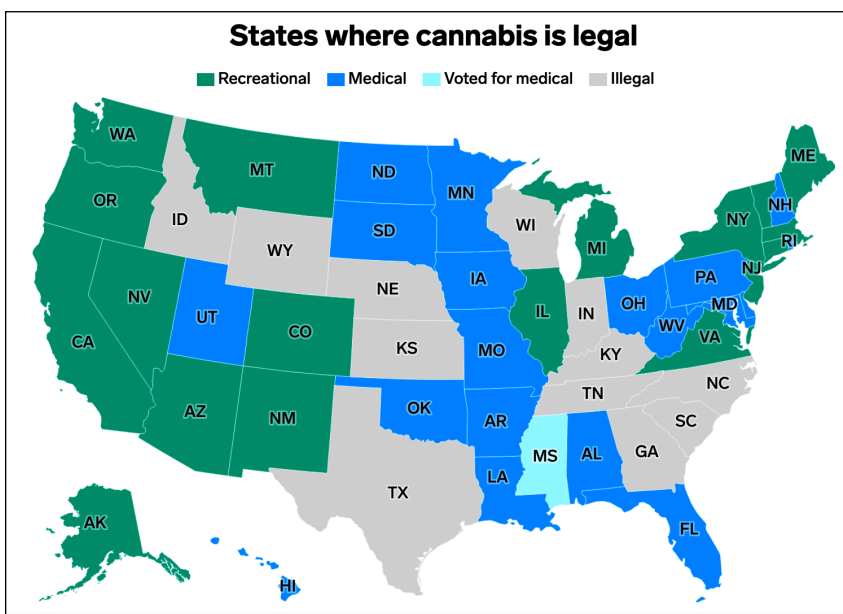 States where cannabis is legal
Recreational Medical Voted for medical Illegal
WA
MT
ND
MN
ME
OR
ID
SD
WI
MI
NY
NH
WY
RI
IA
PA
NJ
NV
NE
UT
IL
IN
OH
MD
CA
CO
KS
MO
WV
VA
KY
AZ
NM
OK
AR
TN
NC
SC
MS
AL
GA
TX
LA
AK
FL
HI